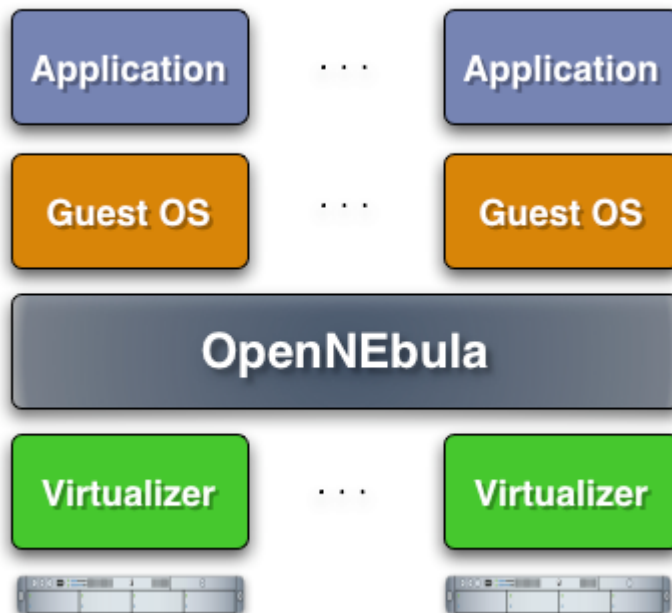 Application ... Application
Guest OS ... Guest OS
OpenNEbula
Virtualizer ... Virtualizer